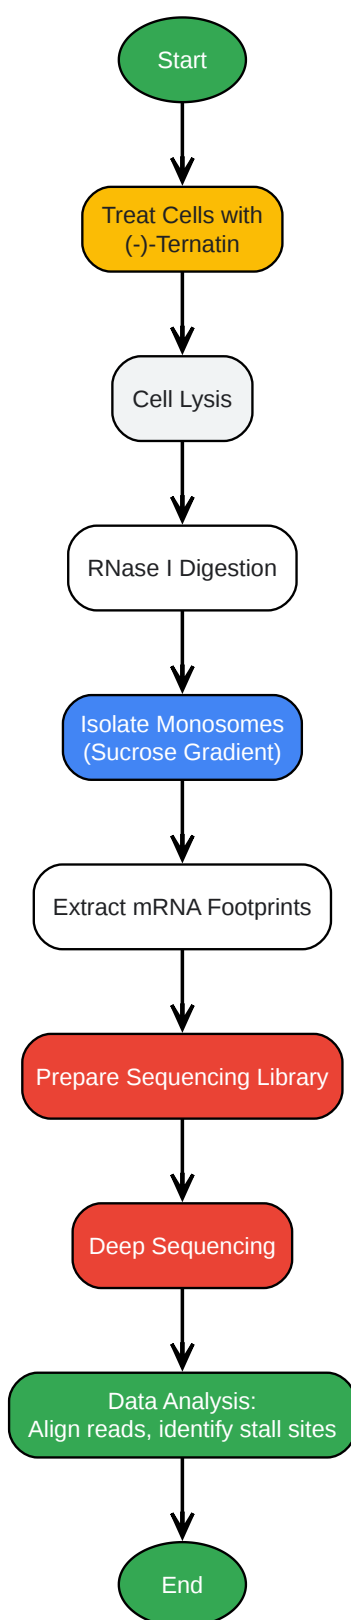 Start
Treat Cells with
(-)-Ternatin
Cell Lysis
RNase I Digestion
Isolate Monosomes
(Sucrose Gradient)
Extract mRNA Footprints
Prepare Sequencing Library
Deep Sequencing
Data Analysis:
Align reads, identify stall sites
End